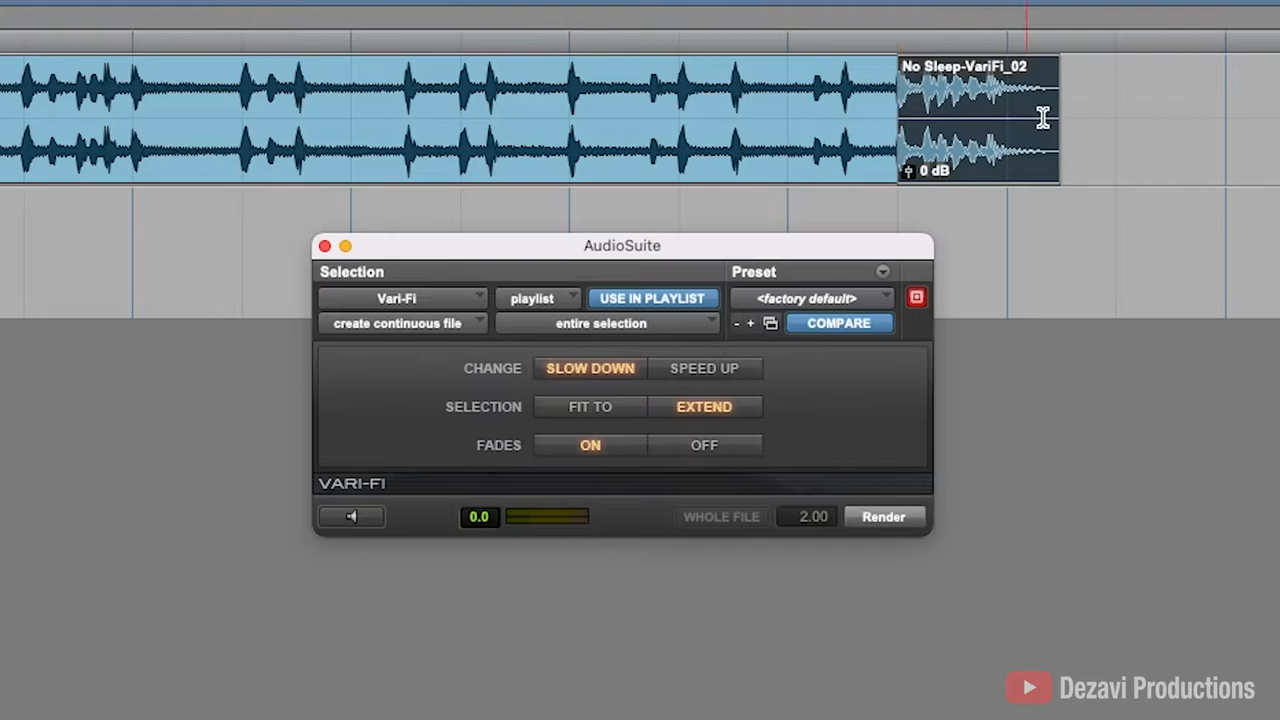 No Sleep-VariFi_02
0 dB
AudioSuite
Selection
Preset
Vari-Fi
playlist
USE IN PLAYLIST
<factory default>
create continuous file
entire selection
- +
COMPARE
CHANGE
SLOW DOWN
SPEED UP
SELECTION
FIT TO
EXTEND
FADES
ON
OFF
VARI-FI
0.0
WHOLE FILE
2.00
Render
Dezavi Productions